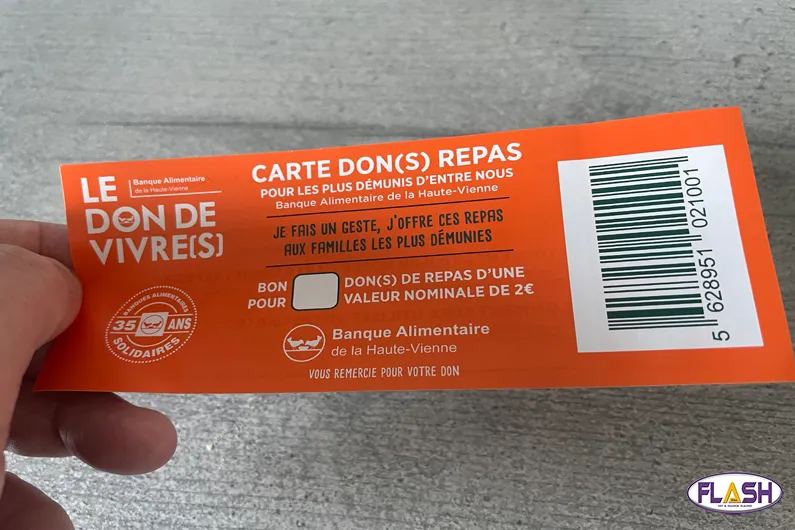 LE
DON DE
VIVRE(S)
Banque Alimentaire
de la Haute-Vienne
BANQUES ALIMENTAIRES
35 ANS
SOLIDAIRES
CARTE DON(S) REPAS
POUR LES PLUS DÉMUNIS D'ENTRE NOUS
Banque Alimentaire de la Haute-Vienne
JE FAIS UN GESTE, J'OFFRE CES REPAS
AUX FAMILLES LES PLUS DÉMUNIES
BON
POUR
DON(S) DE REPAS D'UNE
VALEUR NOMINALE DE 2€
Banque Alimentaire
de la Haute-Vienne
VOUS REMERCIE POUR VOTRE DON
5 628951 021001
FLASH